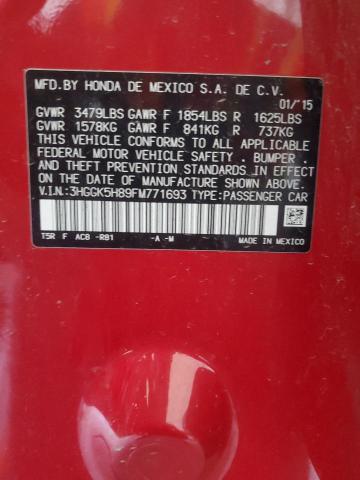 MFD.BY HONDA DE MEXICO S.A. DE C.V.
01/'15
GVWR 3479LBS GAWR F 1854LBS R 1625LBS
GVWR 1578KG GAWR F 841KG R 737KG
THIS VEHICLE CONFORMS TO ALL APPLICABLE
FEDERAL MOTOR VEHICLE SAFETY , BUMPER ,
AND THEFT PREVENTION STANDARDS IN EFFECT
ON THE DATE OF MANUFACTURE SHOWN ABOVE.
V.I.N.:3HGGK5H89FM771693 TYPE:PASSENGER CAR
T5R F AC8 -R81 -A -M MADE IN MEXICO